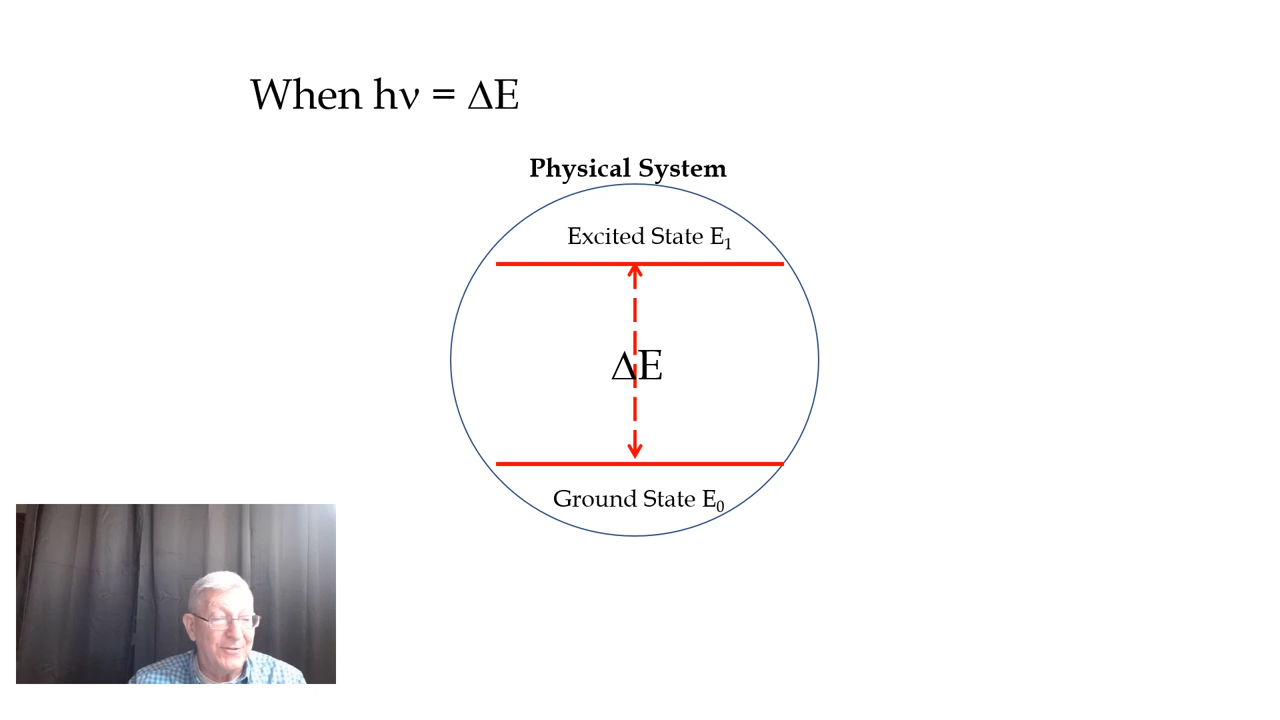 When hν = ΔE
Physical System
Excited State E₁
ΔE
Ground State E₀